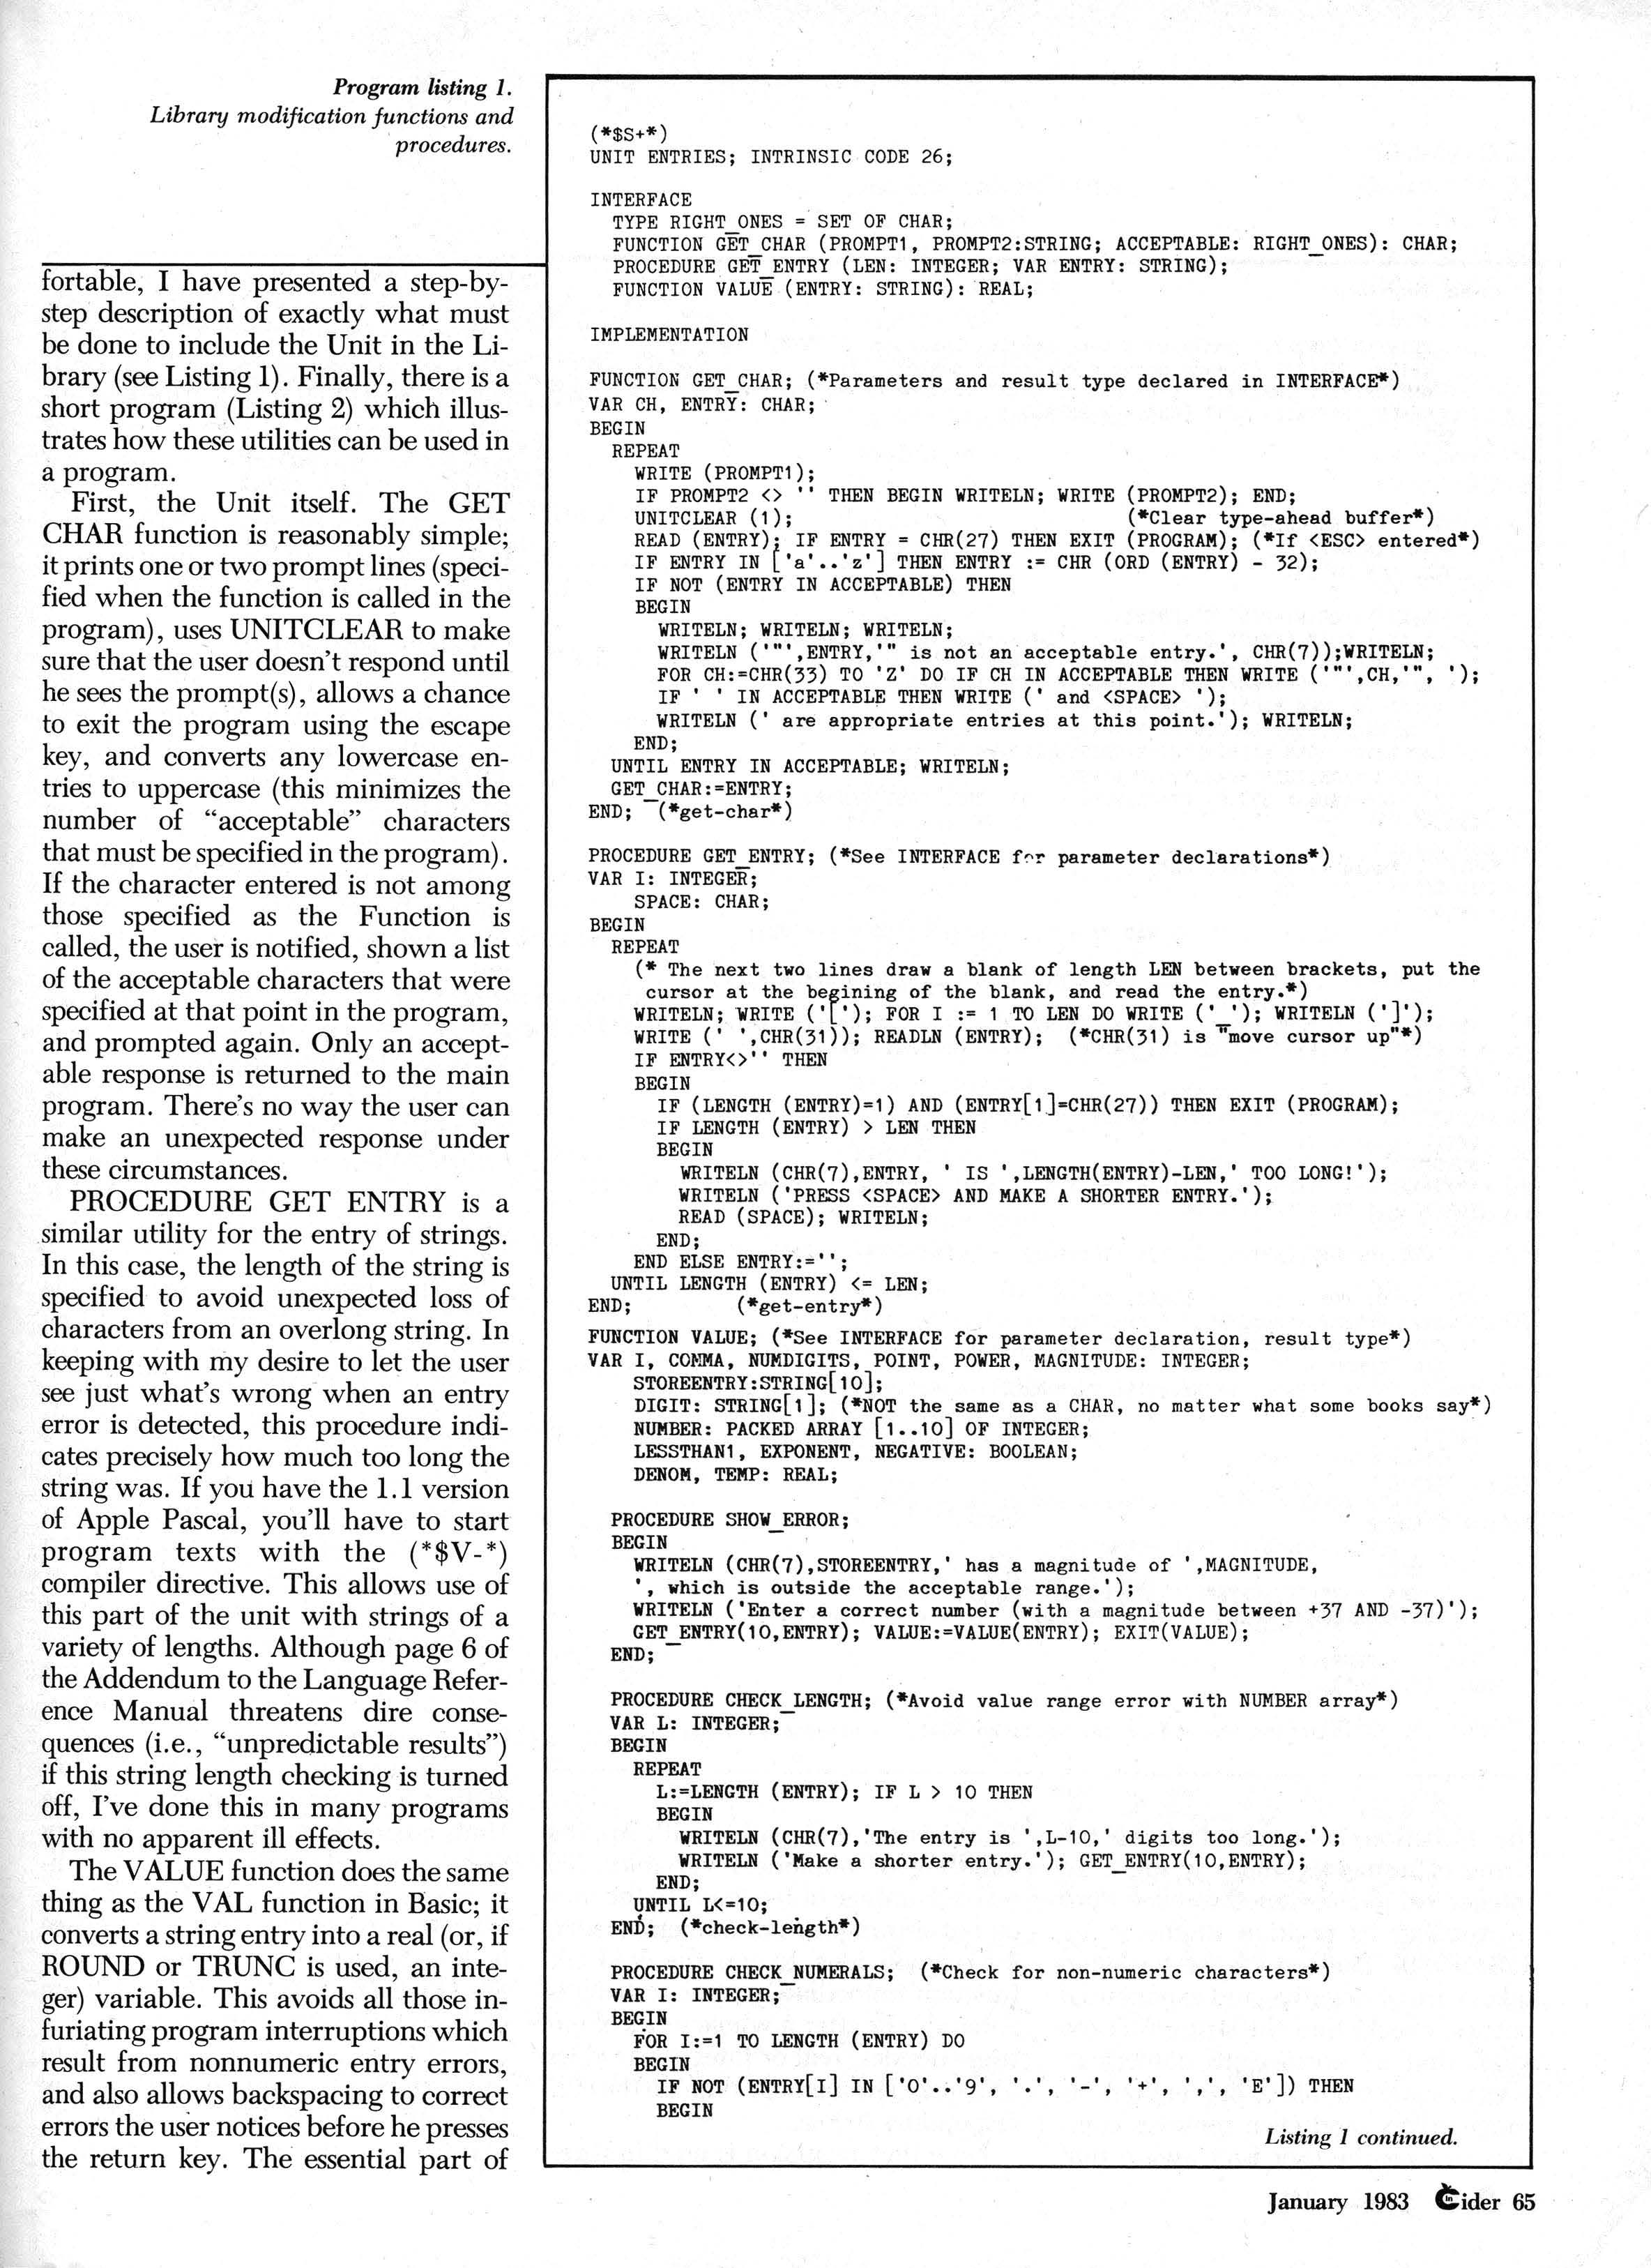 Program listing 1.
Library modification functions and
procedures.
fortable, I have presented a step-by-
step description of exactly what must
be done to include the Unit in the Li-
brary (see Listing 1). Finally, there is a
short program (Listing 2) which illus-
trates how these utilities can be used in
a program.
First, the Unit itself. The GET
CHAR function is reasonably simple;
it prints one or two prompt lines (speci-
fied when the function is called in the
program), uses UNITCLEAR to make
sure that the user doesn't respond until
he sees the prompt(s), allows a chance
to exit the program using the escape
key, and converts any lowercase en-
tries to uppercase (this minimizes the
number of “acceptable” characters
that must be specified in the program).
If the character entered is not among
those specified as the Function is
called, the user is notified, shown a list
of the acceptable characters that were
specified at that point in the program,
and prompted again. Only an accept-
able response is returned to the main
program. There's no way the user can
make an unexpected response under
these circumstances.
PROCEDURE GET ENTRY is a
similar utility for the entry of strings.
In this case, the length of the string is
specified to avoid unexpected loss of
characters from an overlong string. In
keeping with my desire to let the user
see just what's wrong when an entry
error is detected, this procedure indi-
cates precisely how much too long the
string was. If you have the 1.1 version
of Apple Pascal, you'll have to start
program texts with the (*$V-*)
compiler directive. This allows use of
this part of the unit with strings of a
variety of lengths. Although page 6 of
the Addendum to the Language Refer-
ence Manual threatens dire conse-
quences (i.e., “unpredictable results”)
if this string length checking is turned
off, I've done this in many programs
with no apparent ill effects.
The VALUE function does the same
thing as the VAL function in Basic; it
converts a string entry into a real (or, if
ROUND or TRUNC is used, an inte-
ger) variable. This avoids all those in-
furiating program interruptions which
result from nonnumeric entry errors,
and also allows backspacing to correct
errors the user notices before he presses
the return key. The essential part of
(*$S+*)
UNIT ENTRIES; INTRINSIC CODE 26;
INTERFACE
TYPE RIGHT_ONES = SET OF CHAR;
FUNCTION GET_CHAR (PROMPT1, PROMPT2:STRING; ACCEPTABLE: RIGHT_ONES): CHAR;
PROCEDURE GET_ENTRY (LEN: INTEGER; VAR ENTRY: STRING);
FUNCTION VALUE (ENTRY: STRING): REAL;
IMPLEMENTATION
FUNCTION GET_CHAR; (*Parameters and result type declared in INTERFACE*)
VAR CH, ENTRY: CHAR;
BEGIN
REPEAT
WRITE (PROMPT1);
IF PROMPT2 <> '' THEN BEGIN WRITELN; WRITE (PROMPT2); END;
UNITCLEAR (1); (*Clear type-ahead buffer*)
READ (ENTRY); IF ENTRY = CHR(27) THEN EXIT (PROGRAM); (*If <ESC> entered*)
IF ENTRY IN ['a'..'z'] THEN ENTRY := CHR (ORD (ENTRY) - 32);
IF NOT (ENTRY IN ACCEPTABLE) THEN
BEGIN
WRITELN; WRITELN; WRITELN;
WRITELN ('"',ENTRY,'" is not an acceptable entry.', CHR(7));WRITELN;
FOR CH:=CHR(33) TO 'Z' DO IF CH IN ACCEPTABLE THEN WRITE ('"',CH,'", ');
IF ' ' IN ACCEPTABLE THEN WRITE (' and <SPACE> ');
WRITELN (' are appropriate entries at this point.'); WRITELN;
END;
UNTIL ENTRY IN ACCEPTABLE; WRITELN;
GET_CHAR:=ENTRY;
END; (*get-char*)
PROCEDURE GET_ENTRY; (*See INTERFACE for parameter declarations*)
VAR I: INTEGER;
SPACE: CHAR;
BEGIN
REPEAT
(* The next two lines draw a blank of length LEN between brackets, put the
cursor at the begining of the blank, and read the entry.*)
WRITELN; WRITE ('['); FOR I := 1 TO LEN DO WRITE ('_'); WRITELN (']');
WRITE (' ',CHR(31)); READLN (ENTRY); (*CHR(31) is "move cursor up"*)
IF ENTRY<>'' THEN
BEGIN
IF (LENGTH (ENTRY)=1) AND (ENTRY[1]=CHR(27)) THEN EXIT (PROGRAM);
IF LENGTH (ENTRY) > LEN THEN
BEGIN
WRITELN (CHR(7),ENTRY, ' IS ',LENGTH(ENTRY)-LEN,' TOO LONG!');
WRITELN ('PRESS <SPACE> AND MAKE A SHORTER ENTRY.');
READ (SPACE); WRITELN;
END;
END ELSE ENTRY:='';
UNTIL LENGTH (ENTRY) <= LEN;
END; (*get-entry*)
FUNCTION VALUE; (*See INTERFACE for parameter declaration, result type*)
VAR I, COMMA, NUMDIGITS, POINT, POWER, MAGNITUDE: INTEGER;
STOREENTRY:STRING[10];
DIGIT: STRING[1]; (*NOT the same as a CHAR, no matter what some books say*)
NUMBER: PACKED ARRAY [1..10] OF INTEGER;
LESSTHAN1, EXPONENT, NEGATIVE: BOOLEAN;
DENOM, TEMP: REAL;
PROCEDURE SHOW_ERROR;
BEGIN
WRITELN (CHR(7),STOREENTRY,' has a magnitude of ',MAGNITUDE,
', which is outside the acceptable range.');
WRITELN ('Enter a correct number (with a magnitude between +37 AND -37)');
GET_ENTRY(10,ENTRY); VALUE:=VALUE(ENTRY); EXIT(VALUE);
END;
PROCEDURE CHECK_LENGTH; (*Avoid value range error with NUMBER array*)
VAR L: INTEGER;
BEGIN
REPEAT
L:=LENGTH (ENTRY); IF L > 10 THEN
BEGIN
WRITELN (CHR(7),'The entry is ',L-10,' digits too long.');
WRITELN ('Make a shorter entry.'); GET_ENTRY(10,ENTRY);
END;
UNTIL L<=10;
END; (*check-length*)
PROCEDURE CHECK_NUMERALS; (*Check for non-numeric characters*)
VAR I: INTEGER;
BEGIN
FOR I:=1 TO LENGTH (ENTRY) DO
BEGIN
IF NOT (ENTRY[I] IN ['0'..'9', '.', '-', '+', ',', 'E']) THEN
BEGIN
Listing 1 continued.
January 1983 inCider 65